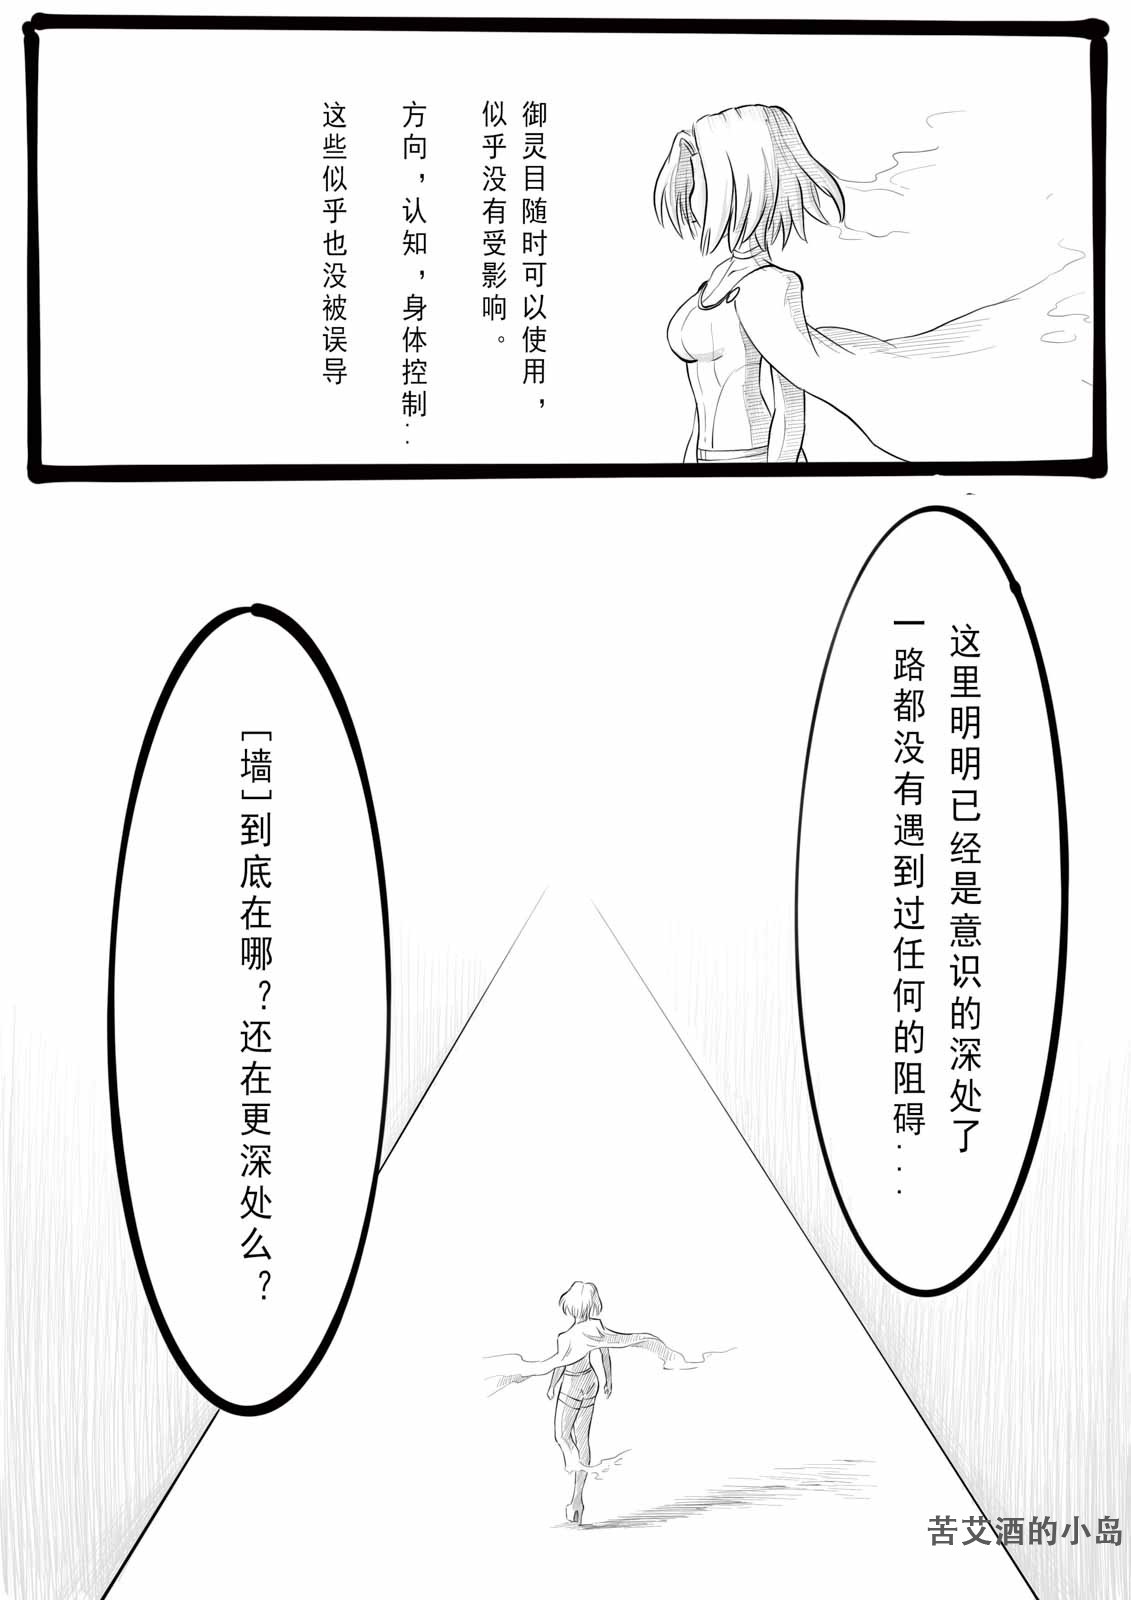 御灵目随时可以使用，
似乎没有受影响。
方向，认知，身体控制..
这些似乎也没被误导
这里明明已经是意识的深处了
一路都没有遇到过任何的阻碍...
[墙]到底在哪？还在更深处么？
苦艾酒的小岛